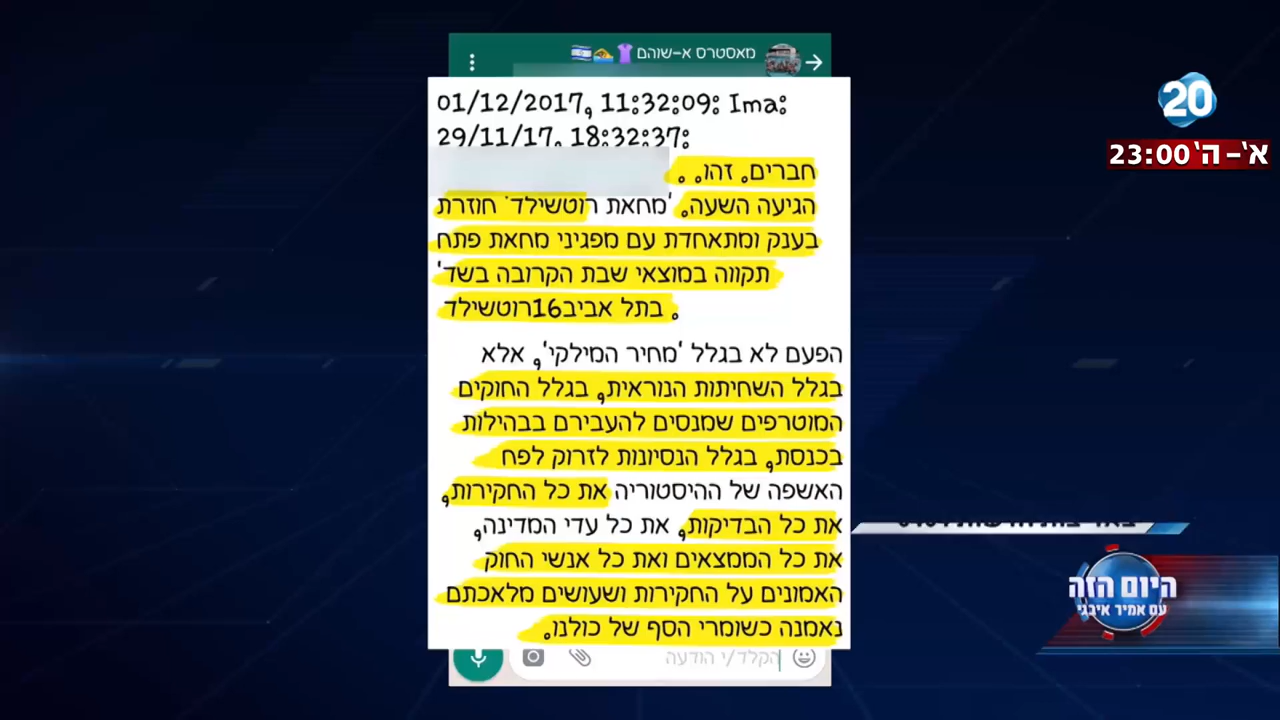 מאסטרס א-שוהם
01/12/2017, 11:32:09: Ima:
29/11/17, 18:32:37:
חברים. זהו. .
הגיעה השעה. 'מחאת רוטשילד' חוזרת
בענק ומתאחדת עם מפגיני מחאת פתח
תקווה במוצאי שבת הקרובה בשד'
רוטשילד16בתל אביב .
הפעם לא בגלל 'מחיר המילקי', אלא
בגלל השחיתות הנוראית, בגלל החוקים
המוטרפים שמנסים להעבירם בבהילות
בכנסת, בגלל הנסיונות לזרוק לפח
האשפה של ההיסטוריה את כל החקירות,
את כל הבדיקות, את כל עדי המדינה,
את כל הממצאים ואת כל אנשי החוק
האמונים על החקירות ושעושים מלאכתם
נאמנה כשומרי הסף של כולנו.
הקלד/י הודעה
20
א'-ה' 23:00
היום הזה
עם אמיר איבגי